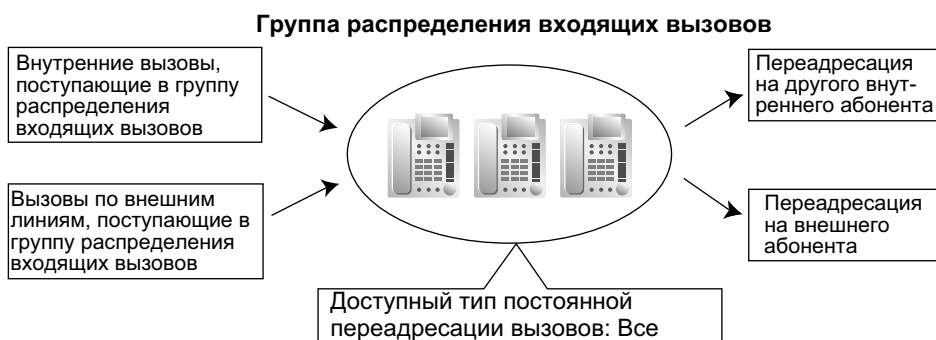 Группа распределения входящих вызовов
Внутренние вызовы,
поступающие в группу
распределения
входящих вызовов
Вызовы по внешним
линиям, поступающие в
группу распределения
входящих вызовов
Переадресация
на другого внут-
реннего абонента
Переадресация
на внешнего
абонента
Доступный тип постоянной
переадресации вызовов: Все